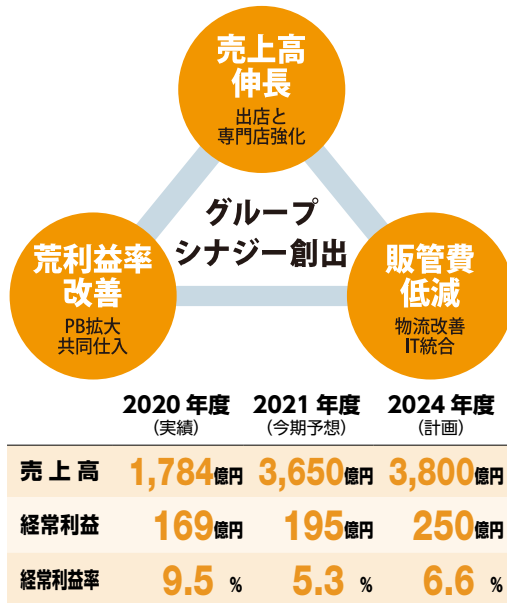 売上高
伸長
出店と
専門店強化
グループ
シナジー創出
荒利益率
改善
PB拡大
共同仕入
販管費
低減
物流改善
IT統合
2020 年度 2021 年度 2024 年度
(実績) (今期予想) (計画)
売上高 1,784億円 3,650億円 3,800億円
経常利益 169億円 195億円 250億円
経常利益率 9.5 % 5.3 % 6.6 %